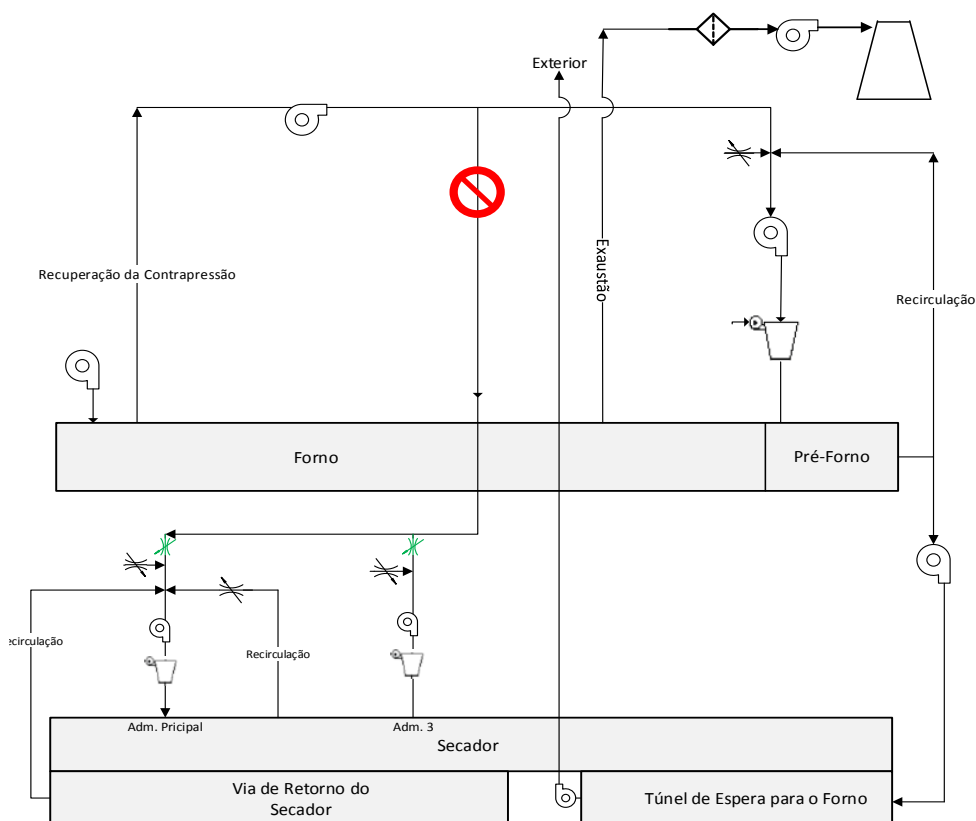 Exterior
Exaustão
Recuperação da Contrapressão
Recirculação
Forno
Pré-Forno
ecirculação
Recirculação
Adm. Pricipal
Adm. 3
Secador
Via de Retorno do
Secador
Túnel de Espera para o Forno